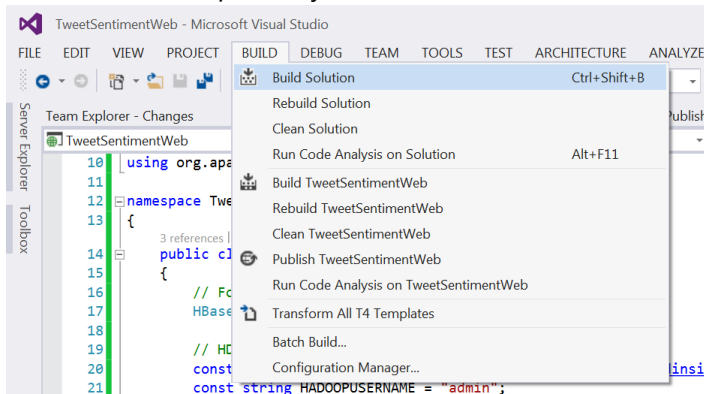 TweetSentimentWeb - Microsoft Visual Studio
FILE EDIT VIEW PROJECT BUILD DEBUG TEAM TOOLS TEST ARCHITECTURE ANALYZE
Build Solution Ctrl+Shift+B
Rebuild Solution
Clean Solution
Run Code Analysis on Solution Alt+F11
Build TweetSentimentWeb
Rebuild TweetSentimentWeb
Clean TweetSentimentWeb
Publish TweetSentimentWeb
Run Code Analysis on TweetSentimentWeb
Transform All T4 Templates
Batch Build...
Configuration Manager...
Server Explorer
Toolbox
Team Explorer - Changes
Publish
TweetSentimentWeb
10 using org.apa
11
12 namespace Twe
13 {
3 references |
14 public cl
15 {
16 // Fo
17 HBase
18
19 // HD
20 const insi
21 const string HADOOPUSERNAME = "admin";